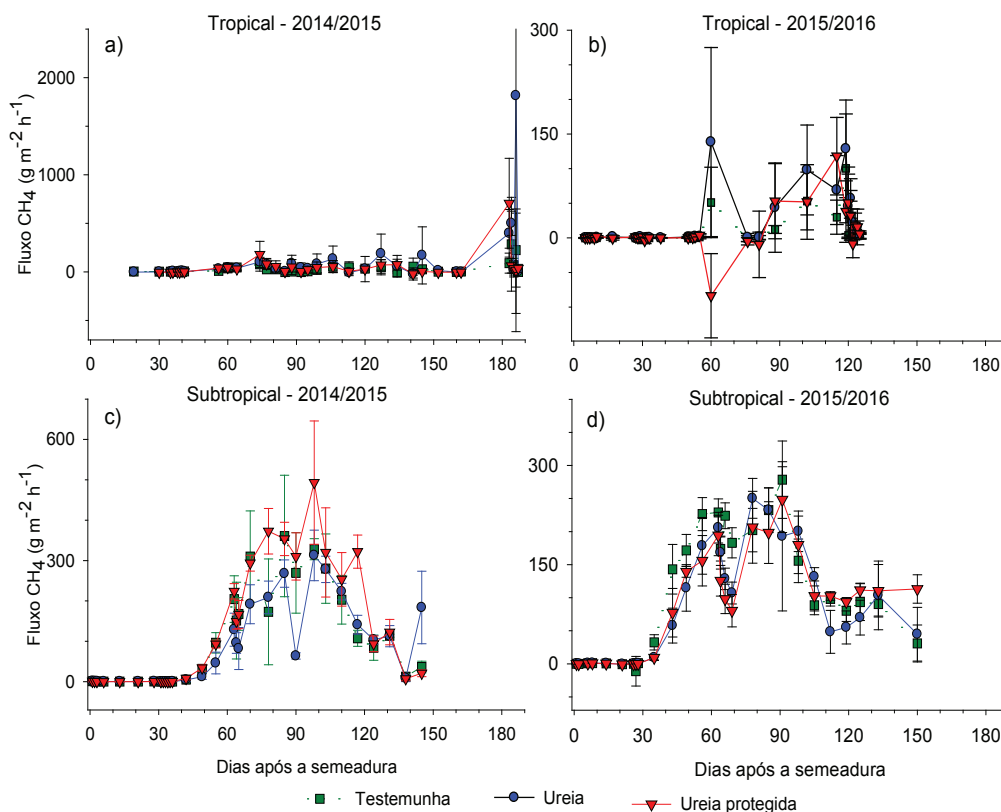 Tropical - 2014/2015
Tropical - 2015/2016
a)
b)
Fluxo CH4 (g m-2 h-1)
2000
1000
0
300
150
0
0 30 60 90 120 150 180
0 30 60 90 120 150 180
Subtropical - 2014/2015
Subtropical - 2015/2016
c)
d)
Fluxo CH4 (g m-2 h-1)
600
300
0
300
150
0
0 30 60 90 120 150 180
0 30 60 90 120 150 180
Dias após a semeadura
Dias após a semeadura
Testemunha Ureia Ureia protegida